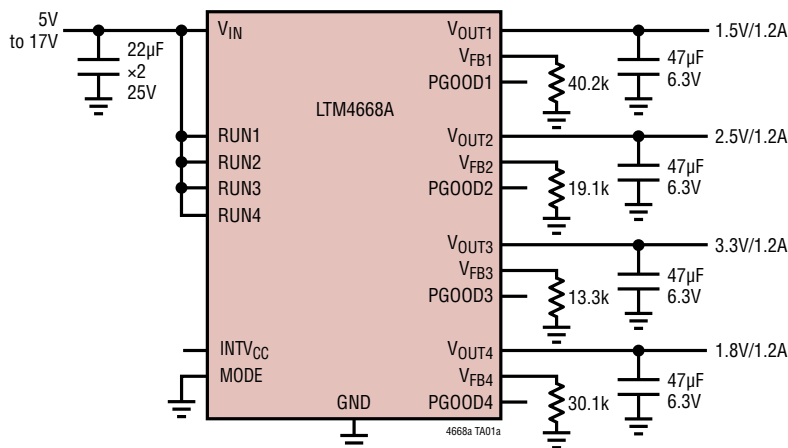 5V
to 17V
22µF
×2
25V
VIN
RUN1
RUN2
RUN3
RUN4
INTVCC
MODE
LTM4668A
GND
VOUT1
VFB1
PGOOD1
VOUT2
VFB2
PGOOD2
VOUT3
VFB3
PGOOD3
VOUT4
VFB4
PGOOD4
40.2k
47µF
6.3V
1.5V/1.2A
19.1k
47µF
6.3V
2.5V/1.2A
13.3k
47µF
6.3V
3.3V/1.2A
30.1k
47µF
6.3V
1.8V/1.2A
4668a TA01a